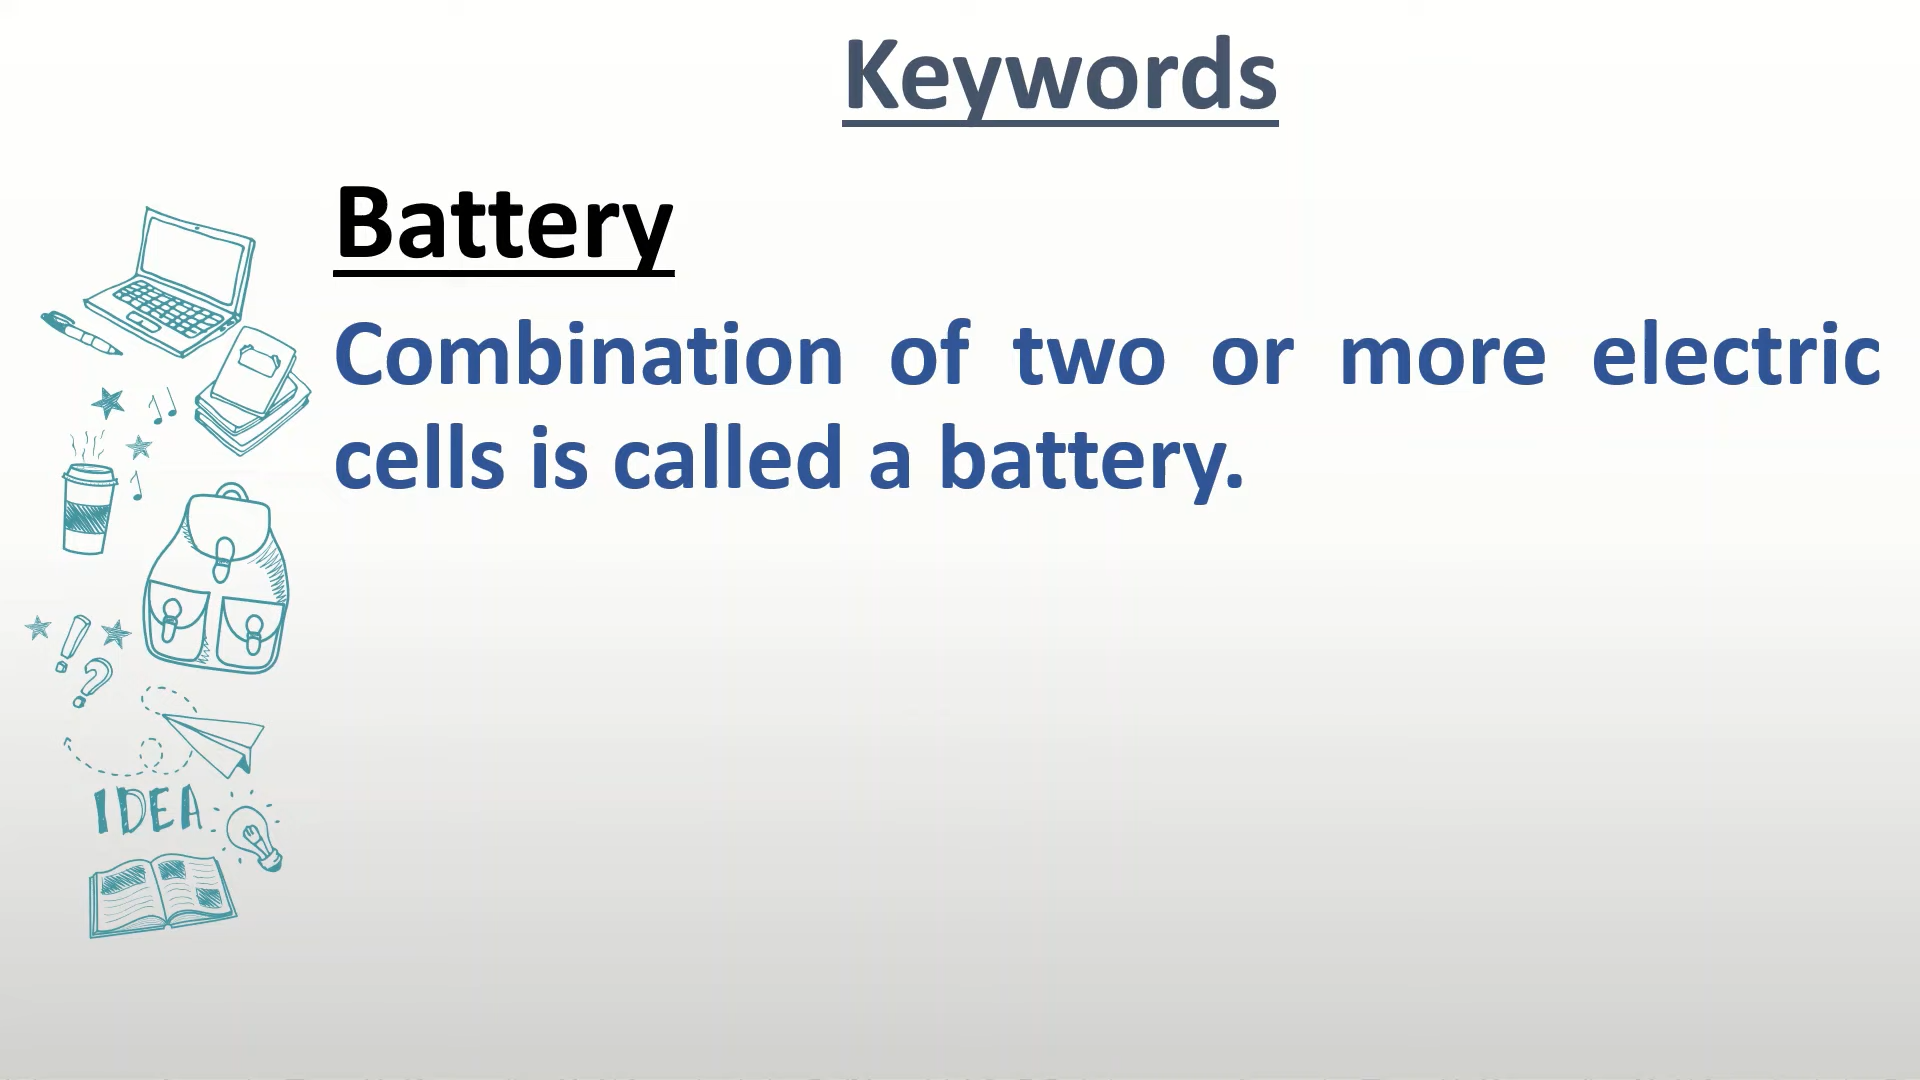 Keywords
Battery
Combination of two or more electric
cells is called a battery.
IDEA